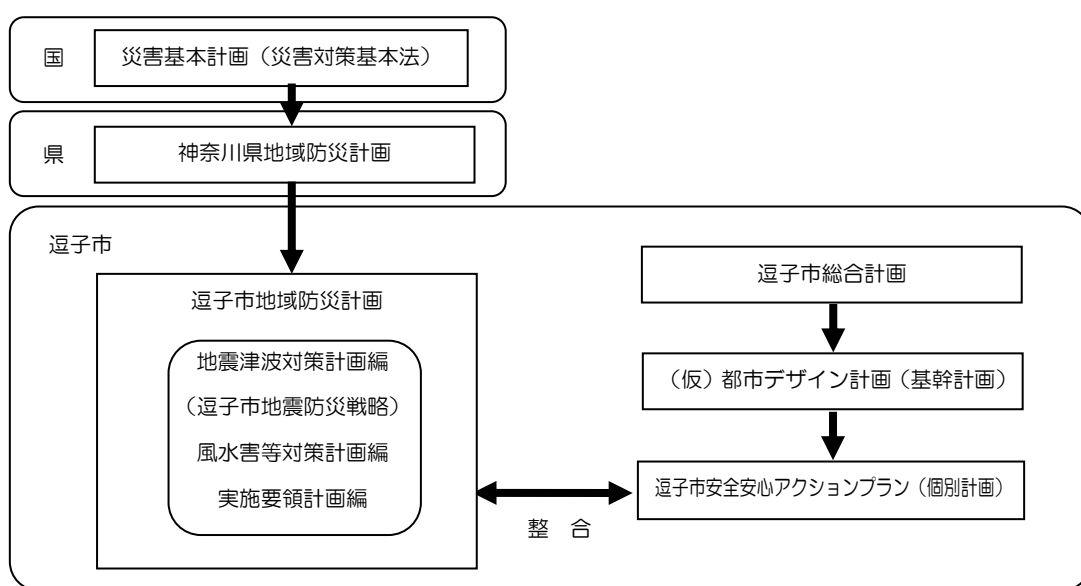 国
災害基本計画（災害対策基本法）
県
神奈川県地域防災計画
逗子市
逗子市地域防災計画
地震津波対策計画編
（逗子市地震防災戦略）
風水害等対策計画編
実施要領計画編
逗子市総合計画
（仮）都市デザイン計画（基幹計画）
逗子市安全安心アクションプラン（個別計画）
整　合